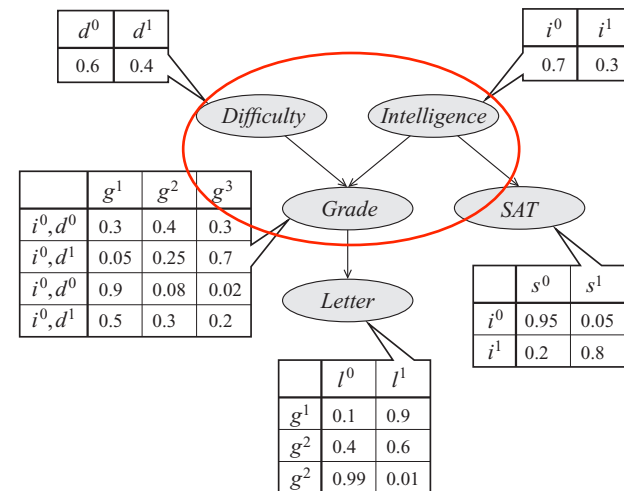 d⁰ d¹
0.6 0.4
i⁰ i¹
0.7 0.3
Difficulty
Intelligence
g¹ g² g³
i⁰,d⁰ 0.3 0.4 0.3
i⁰,d¹ 0.05 0.25 0.7
i⁰,d⁰ 0.9 0.08 0.02
i⁰,d¹ 0.5 0.3 0.2
Grade
SAT
s⁰ s¹
i⁰ 0.95 0.05
i¹ 0.2 0.8
Letter
l⁰ l¹
g¹ 0.1 0.9
g² 0.4 0.6
g² 0.99 0.01